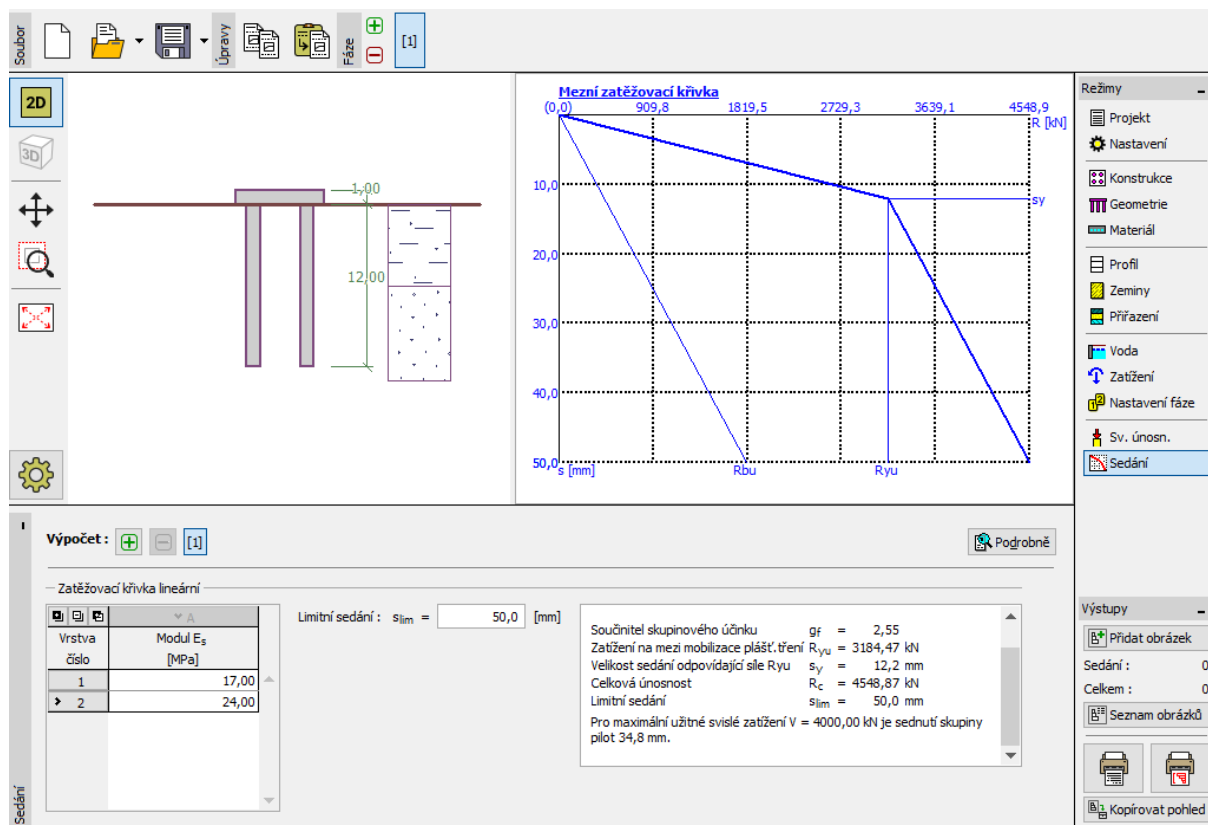 Soubor
Úpravy
Fáze
[1]
2D
3D
1,00
12,00
Mezní zatěžovací křivka
(0,0) 909,8 1819,5 2729,3 3639,1 4548,9
R [kN]
10,0
sy
20,0
30,0
40,0
50,0
s [mm]
Rbu
Ryu
Režimy
Projekt
Nastavení
Konstrukce
Geometrie
Materiál
Profil
Zeminy
Přiřazení
Voda
Zatížení
Nastavení fáze
Sv. únosn.
Sedání
Výpočet : [1]
Podrobně
Zatěžovací křivka lineární
A
Vrstva Modul Es
číslo [MPa]
1 17,00
2 24,00
Limitní sedání : slim = 50,0 [mm]
Součinitel skupinového účinku gf = 2,55
Zatížení na mezi mobilizace plášť.tření Ryu = 3184,47 kN
Velikost sedání odpovídající síle Ryu sy = 12,2 mm
Celková únosnost Rc = 4548,87 kN
Limitní sedání slim = 50,0 mm
Pro maximální užitné svislé zatížení V = 4000,00 kN je sednutí skupiny
pilot 34,8 mm.
Sedání
Výstupy
Přidat obrázek
Sedání : 0
Celkem : 0
Seznam obrázků
Kopírovat pohled